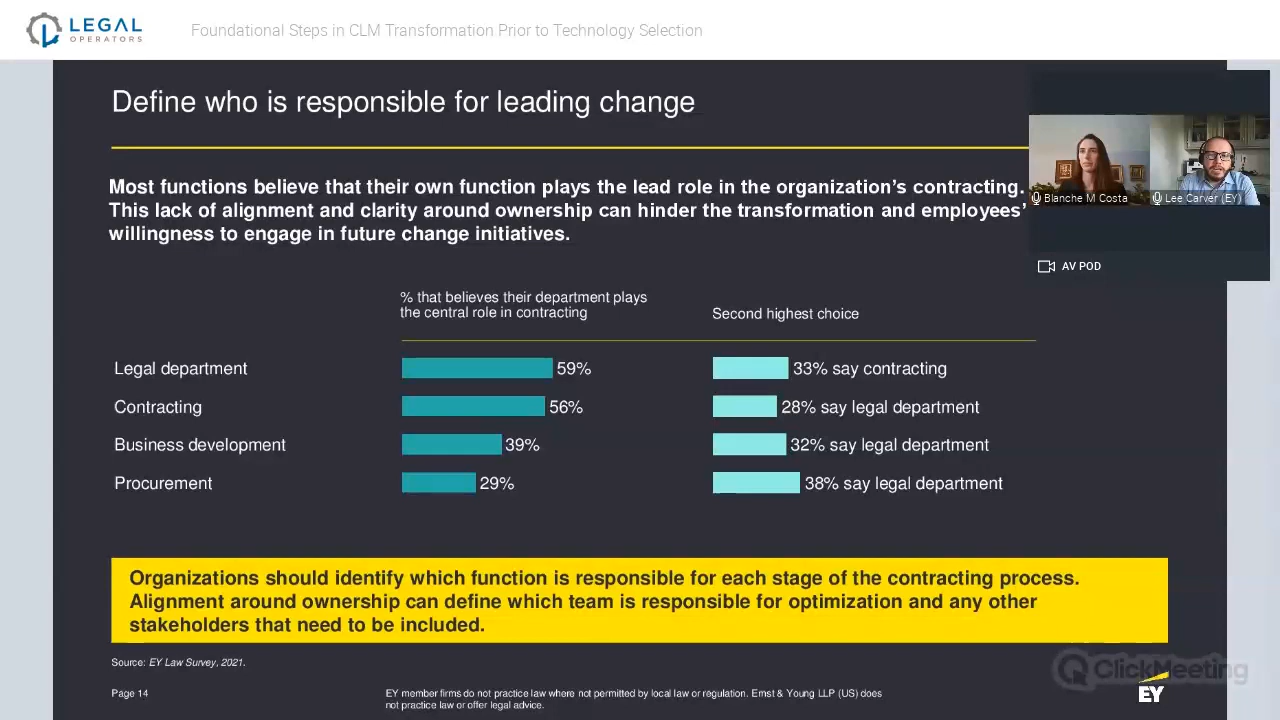 LEGAL
OPERATORS
Foundational Steps in CLM Transformation Prior to Technology Selection
Define who is responsible for leading change
Most functions believe that their own function plays the lead role in the organization's contracting.
This lack of alignment and clarity around ownership can hinder the transformation and employees'
willingness to engage in future change initiatives.
Blanche M Costa
Lee Carver (EY)
AV POD
% that believes their department plays
the central role in contracting
Second highest choice
Legal department 59% 33% say contracting
Contracting 56% 28% say legal department
Business development 39% 32% say legal department
Procurement 29% 38% say legal department
Organizations should identify which function is responsible for each stage of the contracting process.
Alignment around ownership can define which team is responsible for optimization and any other
stakeholders that need to be included.
Source: EY Law Survey, 2021.
ClickMeeting
Page 14
EY member firms do not practice law where not permitted by local law or regulation. Ernst & Young LLP (US) does
not practice law or offer legal advice.
EY